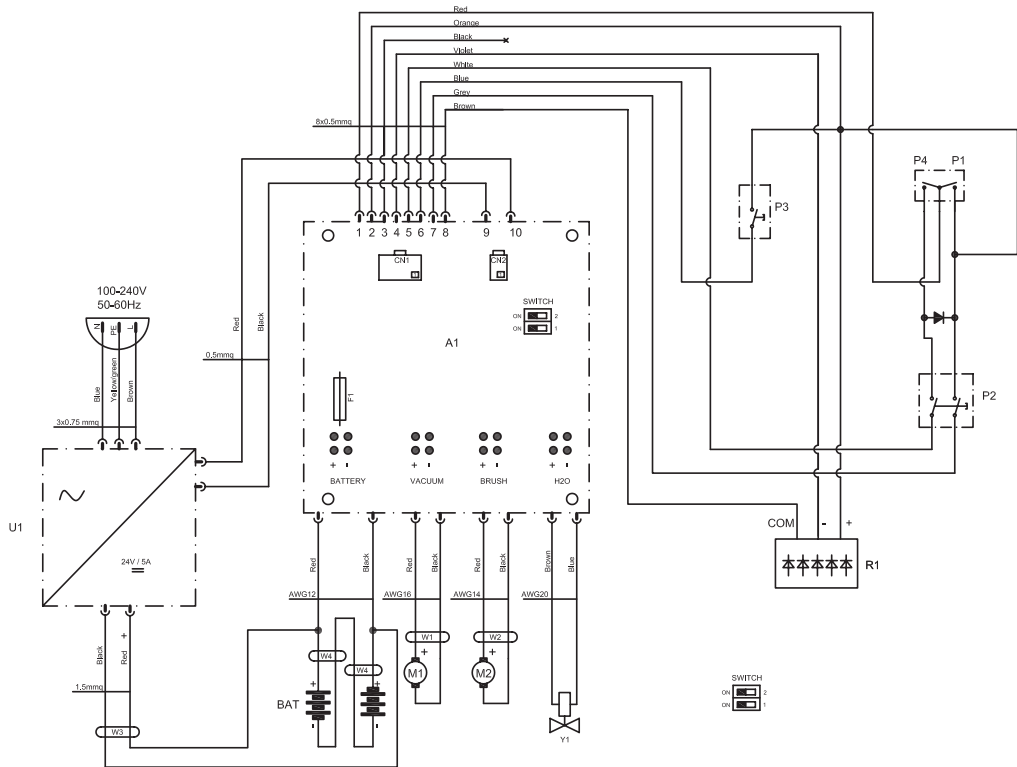 Red
Orange
Black
Violet
White
Blue
Grey
Brown
8x0.5mmq
P4 P1
P3
1 2 3 4 5 6 7 8 9 10
CN1 CN2
100-240V
50-60Hz
N PE L
Red Black
SWITCH
ON 2
ON 1
A1
0,5mmq
Blue Yellow/green Brown
F1
P2
3x0.75 mmq
+ - + - + - + -
BATTERY VACUUM BRUSH H2O
U1
24V / 5A
COM - +
R1
Red Black Red Black Red Black Brown Blue
AWG12 AWG16 AWG14 AWG20
Black Red +
W1 W2
W4 W4
+ +
M1 M2
1,5mmq
BAT
+ +
- -
W3
Y1
SWITCH
ON 2
ON 1